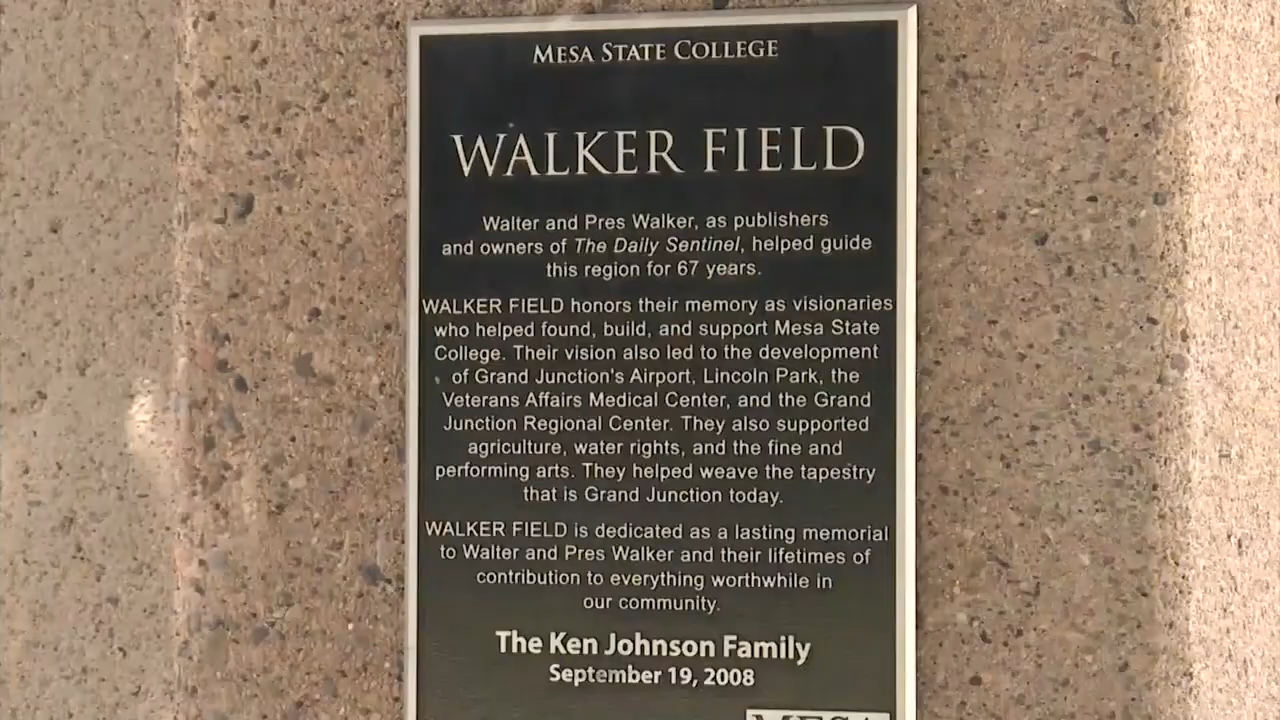 MESA STATE COLLEGE
WALKER FIELD
Walter and Pres Walker, as publishers
and owners of The Daily Sentinel, helped guide
this region for 67 years.
WALKER FIELD honors their memory as visionaries
who helped found, build, and support Mesa State
College. Their vision also led to the development
of Grand Junction's Airport, Lincoln Park, the
Veterans Affairs Medical Center, and the Grand
Junction Regional Center. They also supported
agriculture, water rights, and the fine and
performing arts. They helped weave the tapestry
that is Grand Junction today.
WALKER FIELD is dedicated as a lasting memorial
to Walter and Pres Walker and their lifetimes of
contribution to everything worthwhile in
our community.
The Ken Johnson Family
September 19, 2008
MESA